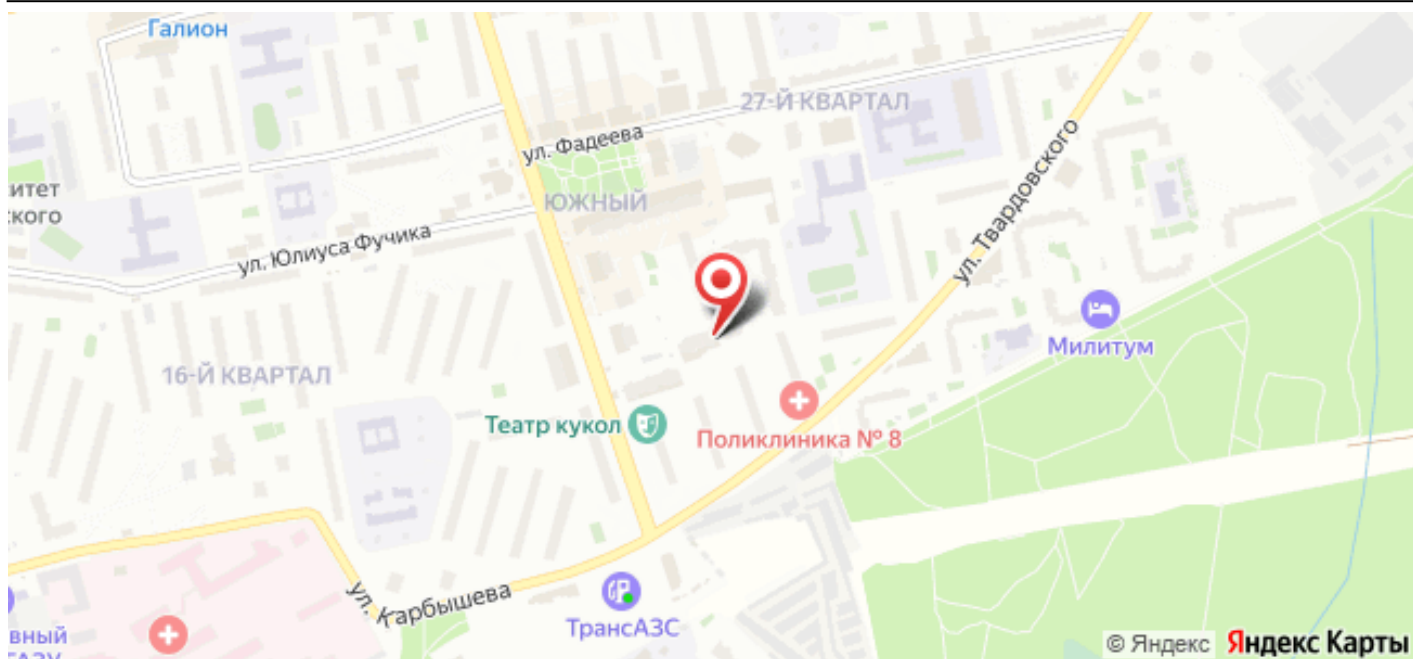 Галион
27-Й КВАРТАЛ
ул. Фадеева
ул. Твардовского
итет
ского
ЮЖНЫЙ
ул. Юлиуса Фучика
Милитум
16-Й КВАРТАЛ
Театр кукол
Поликлиника № 8
ул. Карбышева
ТрансАЗС
вный
© Яндекс Яндекс Карты